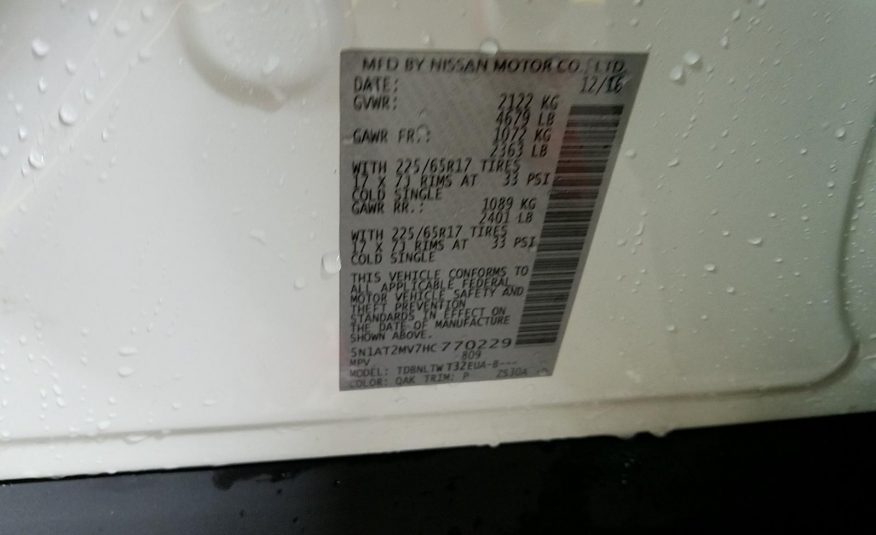 MFD BY NISSAN MOTOR CO., LTD.
DATE: 12/16
GVWR: 2122 KG
4679 LB
GAWR FR.: 1072 KG
2363 LB
WITH 225/65R17 TIRES
17 X 7J RIMS AT 33 PSI
COLD SINGLE
GAWR RR.: 1089 KG
2401 LB
WITH 225/65R17 TIRES
17 X 7J RIMS AT 33 PSI
COLD SINGLE
THIS VEHICLE CONFORMS TO
ALL APPLICABLE FEDERAL
MOTOR VEHICLE SAFETY AND
THEFT PREVENTION
STANDARDS IN EFFECT ON
THE DATE OF MANUFACTURE
SHOWN ABOVE.
5N1AT2MV7HC770229
MPV 809
MODEL: TDBNLTW T32EUA-B---
COLOR: QAK TRIM: P